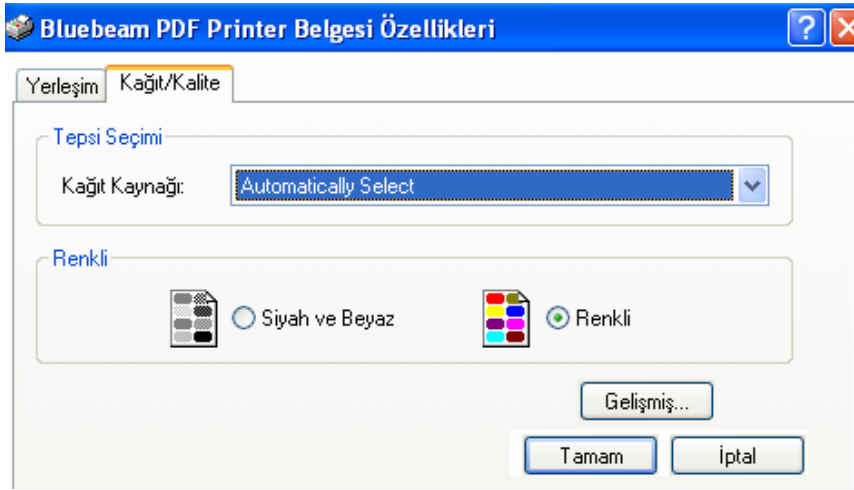 Bluebeam PDF Printer Belgesi Özellikleri
Yerleşim
Kağıt/Kalite
Tepsi Seçimi
Kağıt Kaynağı:
Automatically Select
Renkli
Siyah ve Beyaz
Renkli
Gelişmiş...
Tamam
İptal